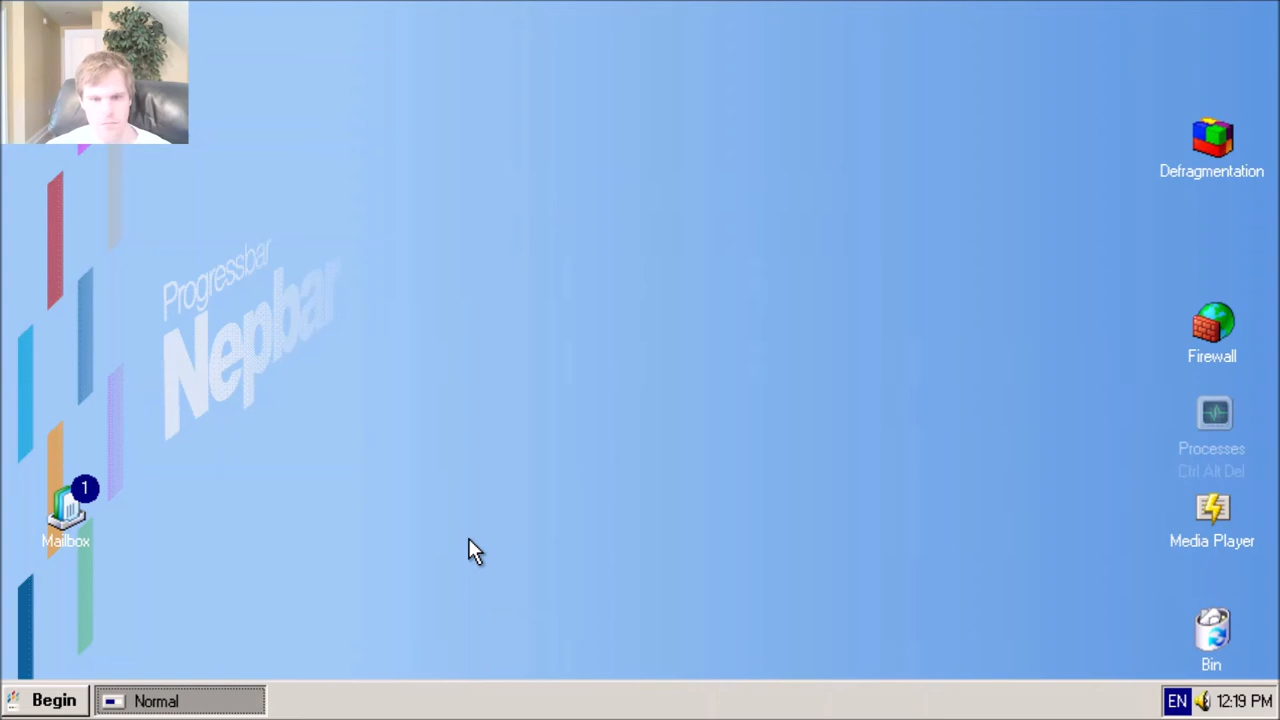 Defragmentation
Progressbar
Nepbar
Firewall
Processes
Ctrl Alt Del
1
Mailbox
Media Player
Bin
Begin
Normal
EN 12:19 PM